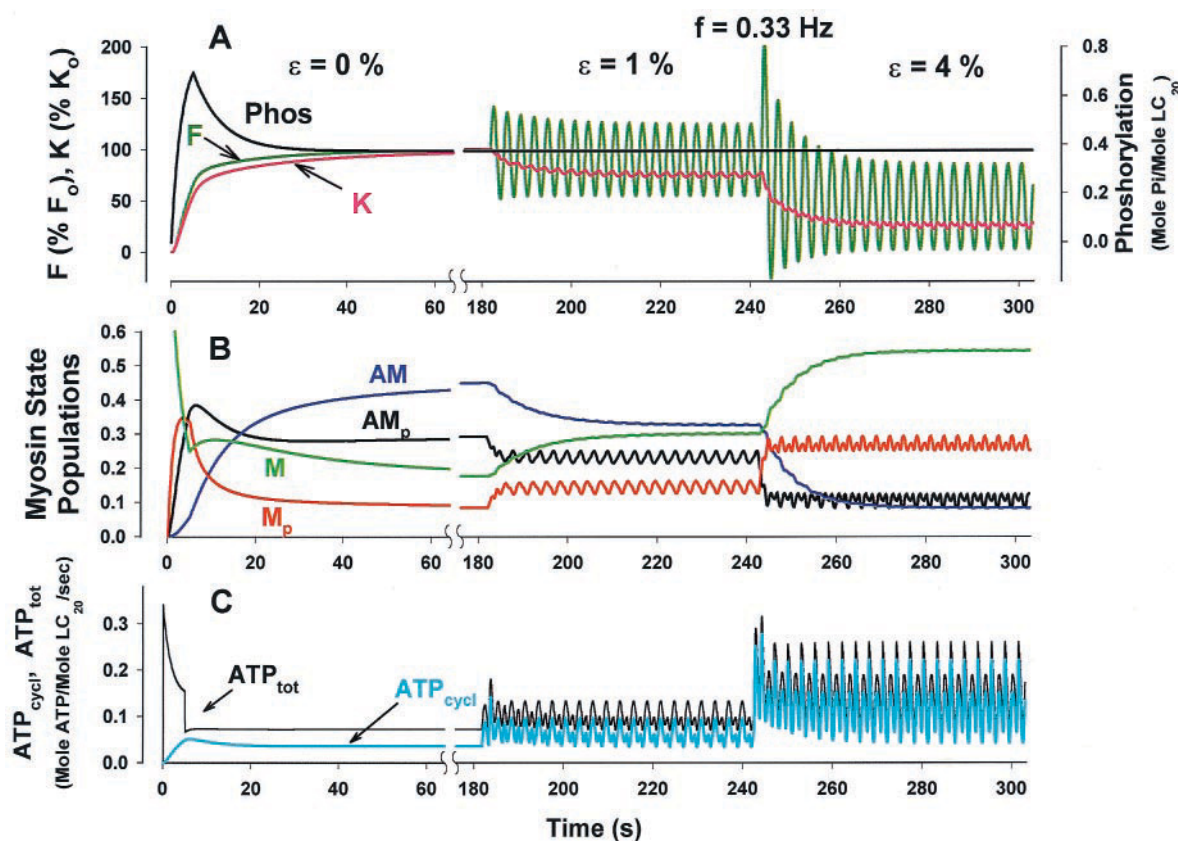 f = 0.33 Hz
A
ε = 0 %
ε = 1 %
ε = 4 %
F (% Fo), K (% Ko)
200
150
100
50
0
Phos
F
K
0.8
0.6
0.4
0.2
0.0
Phoshorylation
(Mole Pi/Mole LC20)
0 20 40 60 180 200 220 240 260 280 300
B
Myosin State
Populations
0.6
0.5
0.4
0.3
0.2
0.1
0.0
AM
AMp
M
Mp
0 20 40 60 180 200 220 240 260 280 300
C
ATPcycl, ATPtot
(Mole ATP/Mole LC20/sec)
0.3
0.2
0.1
0.0
ATPtot
ATPcycl
0 20 40 60 180 200 220 240 260 280 300
Time (s)